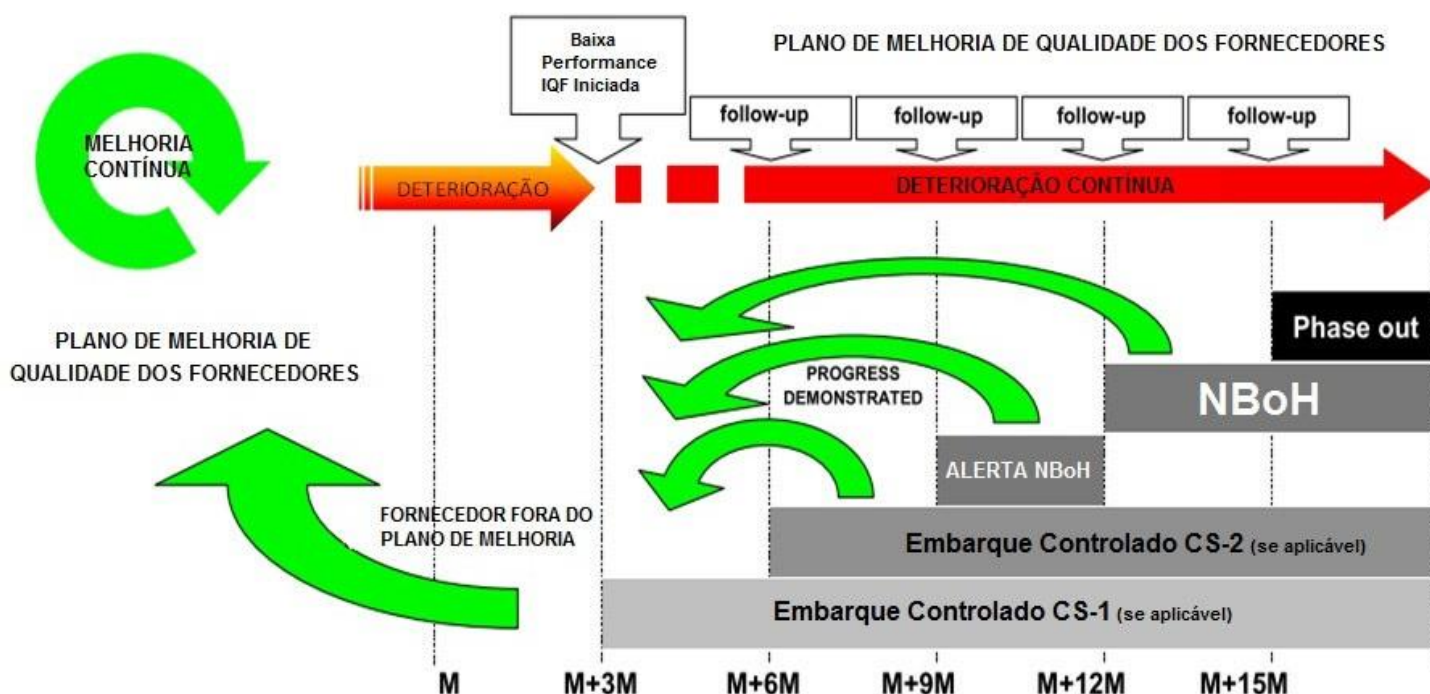 Baixa
Performance
IQF Iniciada
PLANO DE MELHORIA DE QUALIDADE DOS FORNECEDORES
follow-up
follow-up
follow-up
follow-up
MELHORIA
CONTÍNUA
DETERIORAÇÃO
DETERIORAÇÃO CONTÍNUA
PLANO DE MELHORIA DE
QUALIDADE DOS FORNECEDORES
Phase out
PROGRESS
DEMONSTRATED
NBoH
ALERTA NBoH
FORNECEDOR FORA DO
PLANO DE MELHORIA
Embarque Controlado CS-2 (se aplicável)
Embarque Controlado CS-1 (se aplicável)
M M+3M M+6M M+9M M+12M M+15M